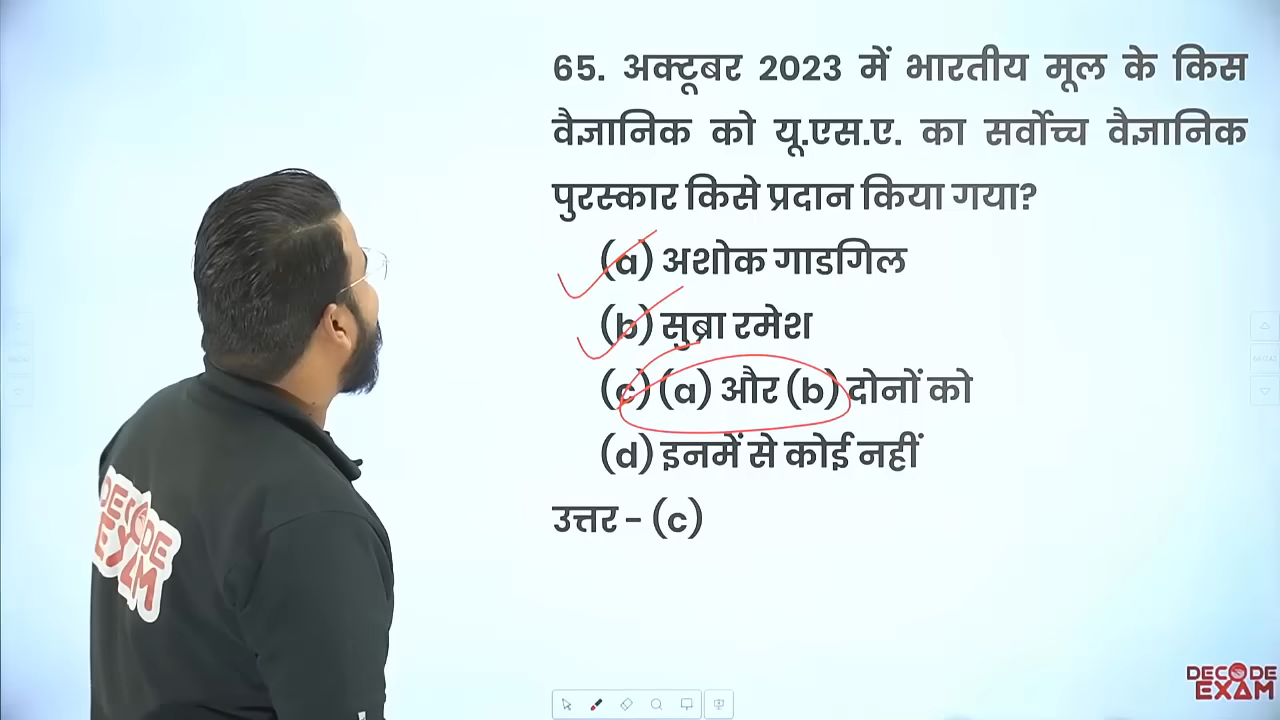 65. अक्टूबर 2023 में भारतीय मूल के किस
वैज्ञानिक को यू.एस.ए. का सर्वोच्च वैज्ञानिक
पुरस्कार किसे प्रदान किया गया?
(a) अशोक गाडगिल
(b) सुब्रा रमेश
(c) (a) और (b) दोनों को
(d) इनमें से कोई नहीं
उत्तर - (c)
DECODE
EXAM
DECODE
EXAM